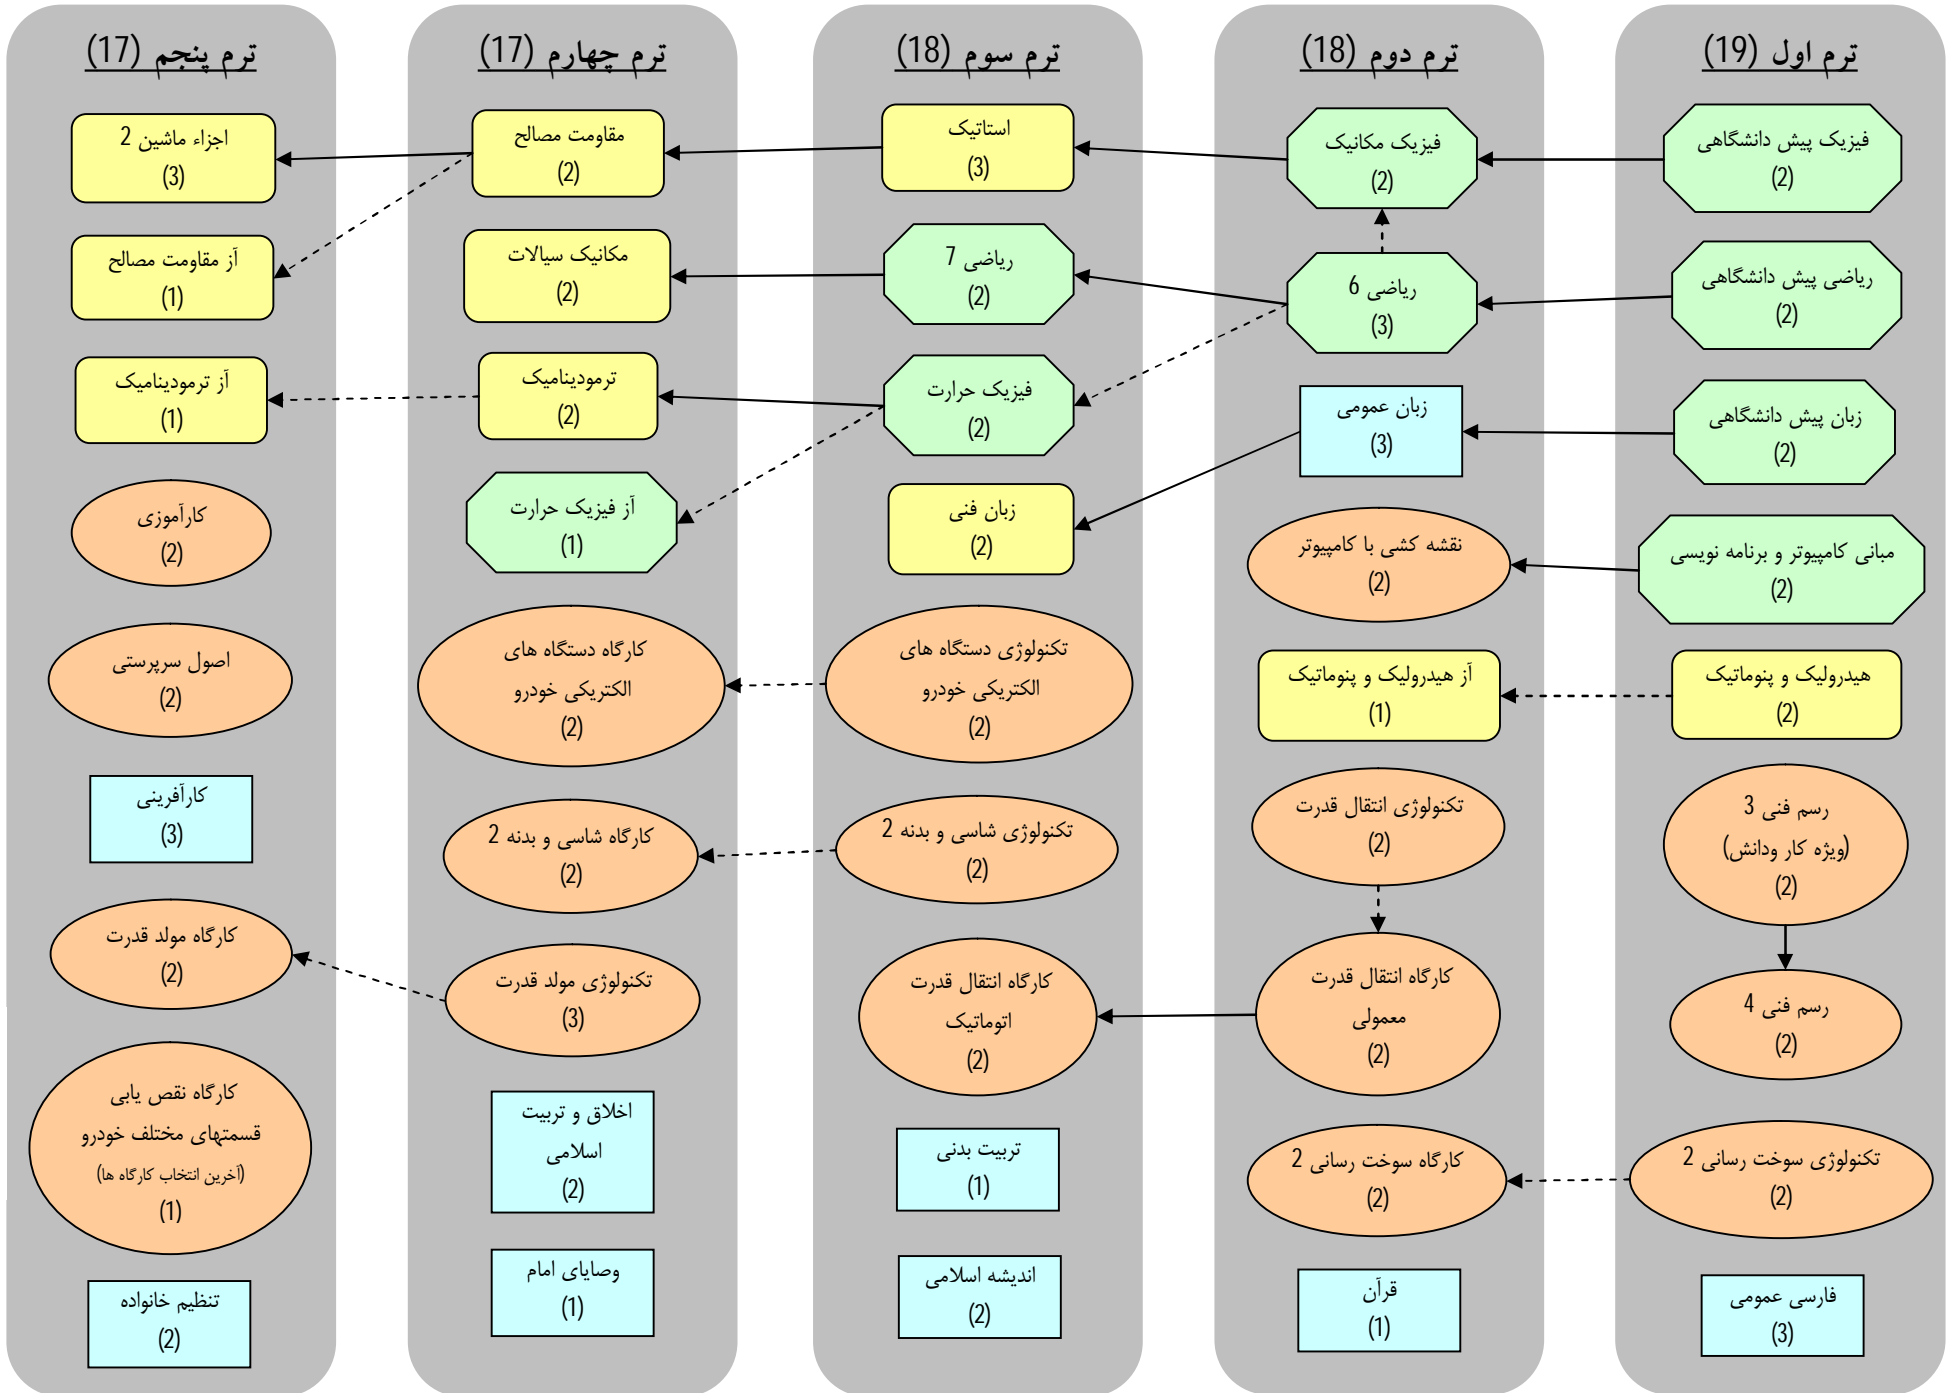 ترم اول (19)
فیزیک پیش دانشگاهی
(2)
ریاضی پیش دانشگاهی
(2)
زبان پیش دانشگاهی
(2)
مبانی کامپیوتر و برنامه نویسی
(2)
هیدرولیک و پنوماتیک
(2)
رسم فنی 3
(ویژه کار ودانش)
(2)
رسم فنی 4
(2)
تکنولوژی سوخت رسانی 2
(2)
فارسی عمومی
(3)
ترم دوم (18)
فیزیک مکانیک
(2)
ریاضی 6
(3)
زبان عمومی
(3)
نقشه کشی با کامپیوتر
(2)
آز هیدرولیک و پنوماتیک
(1)
تکنولوژی انتقال قدرت
(2)
کارگاه انتقال قدرت
معمولی
(2)
کارگاه سوخت رسانی 2
(2)
قرآن
(1)
ترم سوم (18)
استاتیک
(3)
ریاضی 7
(2)
فیزیک حرارت
(2)
زبان فنی
(2)
تکنولوژی دستگاه های
الکتریکی خودرو
(2)
تکنولوژی شاسی و بدنه 2
(2)
کارگاه انتقال قدرت
اتوماتیک
(2)
تربیت بدنی
(1)
اندیشه اسلامی
(2)
ترم چهارم (17)
مقاومت مصالح
(2)
مکانیک سیالات
(2)
ترمودینامیک
(2)
آز فیزیک حرارت
(1)
کارگاه دستگاه های
الکتریکی خودرو
(2)
کارگاه شاسی و بدنه 2
(2)
تکنولوژی مولد قدرت
(3)
اخلاق و تربیت
اسلامی
(2)
وصایای امام
(1)
ترم پنجم (17)
اجزاء ماشین 2
(3)
آز مقاومت مصالح
(1)
آز ترمودینامیک
(1)
کارآموزی
(2)
اصول سرپرستی
(2)
کارآفرینی
(3)
کارگاه مولد قدرت
(2)
کارگاه نقص یابی
قسمتهای مختلف خودرو
(آخرین انتخاب کارگاه ها)
(1)
تنظیم خانواده
(2)